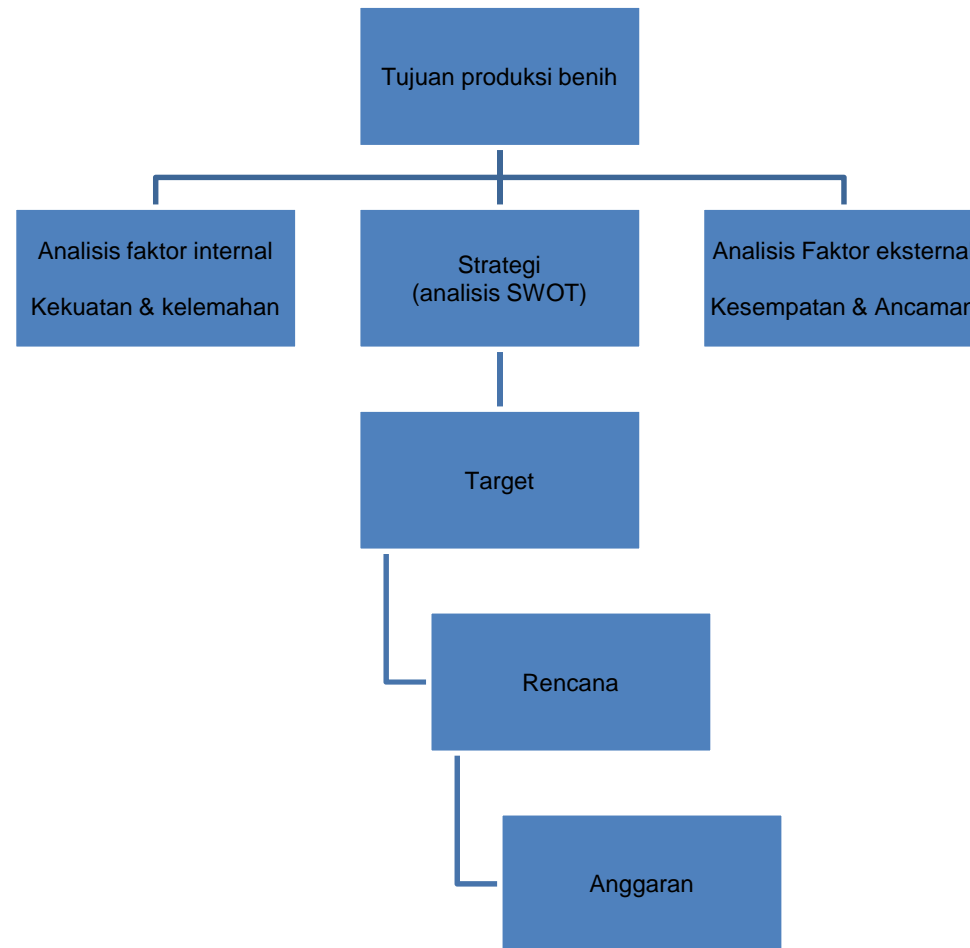 Tujuan produksi benih
Analisis faktor internal
Kekuatan & kelemahan
Strategi
(analisis SWOT)
Analisis Faktor eksterna
Kesempatan & Ancaman
Target
Rencana
Anggaran